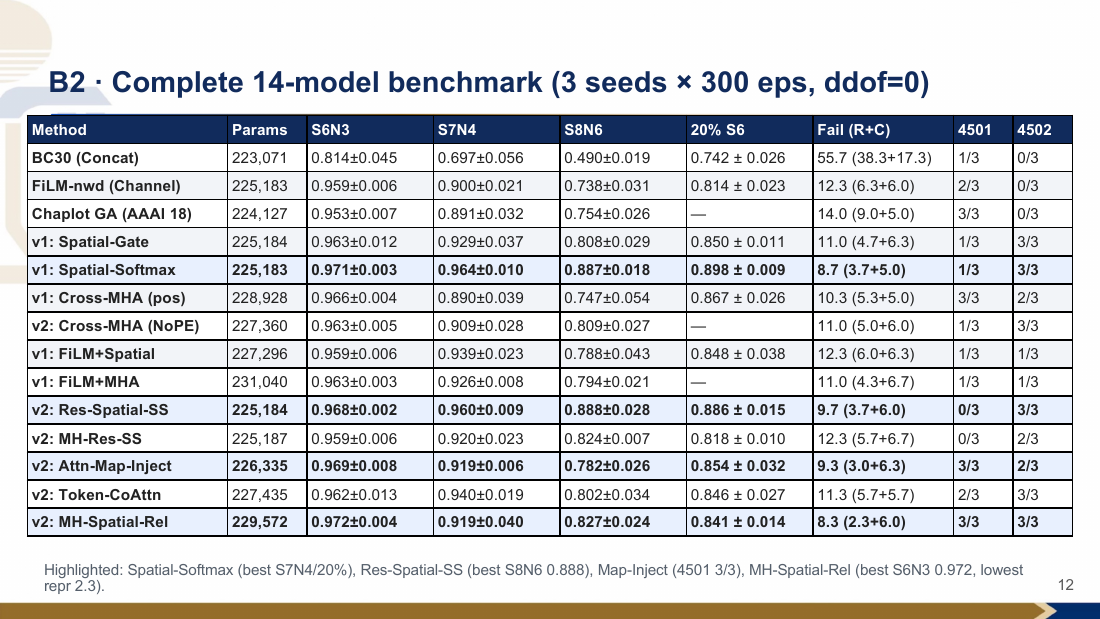 B2 · Complete 14-model benchmark (3 seeds × 300 eps, ddof=0)
Method Params S6N3 S7N4 S8N6 20% S6 Fail (R+C) 4501 4502
BC30 (Concat) 223,071 0.814±0.045 0.697±0.056 0.490±0.019 0.742 ± 0.026 55.7 (38.3+17.3) 1/3 0/3
FiLM-nwd (Channel) 225,183 0.959±0.006 0.900±0.021 0.738±0.031 0.814 ± 0.023 12.3 (6.3+6.0) 2/3 0/3
Chaplot GA (AAAI 18) 224,127 0.953±0.007 0.891±0.032 0.754±0.026 — 14.0 (9.0+5.0) 3/3 0/3
v1: Spatial-Gate 225,184 0.963±0.012 0.929±0.037 0.808±0.029 0.850 ± 0.011 11.0 (4.7+6.3) 1/3 3/3
v1: Spatial-Softmax 225,183 0.971±0.003 0.964±0.010 0.887±0.018 0.898 ± 0.009 8.7 (3.7+5.0) 1/3 3/3
v1: Cross-MHA (pos) 228,928 0.966±0.004 0.890±0.039 0.747±0.054 0.867 ± 0.026 10.3 (5.3+5.0) 3/3 2/3
v2: Cross-MHA (NoPE) 227,360 0.963±0.005 0.909±0.028 0.809±0.027 — 11.0 (5.0+6.0) 1/3 3/3
v1: FiLM+Spatial 227,296 0.959±0.006 0.939±0.023 0.788±0.043 0.848 ± 0.038 12.3 (6.0+6.3) 1/3 1/3
v1: FiLM+MHA 231,040 0.963±0.003 0.926±0.008 0.794±0.021 — 11.0 (4.3+6.7) 1/3 1/3
v2: Res-Spatial-SS 225,184 0.968±0.002 0.960±0.009 0.888±0.028 0.886 ± 0.015 9.7 (3.7+6.0) 0/3 3/3
v2: MH-Res-SS 225,187 0.959±0.006 0.920±0.023 0.824±0.007 0.818 ± 0.010 12.3 (5.7+6.7) 0/3 2/3
v2: Attn-Map-Inject 226,335 0.969±0.008 0.919±0.006 0.782±0.026 0.854 ± 0.032 9.3 (3.0+6.3) 3/3 2/3
v2: Token-CoAttn 227,435 0.962±0.013 0.940±0.019 0.802±0.034 0.846 ± 0.027 11.3 (5.7+5.7) 2/3 3/3
v2: MH-Spatial-Rel 229,572 0.972±0.004 0.919±0.040 0.827±0.024 0.841 ± 0.014 8.3 (2.3+6.0) 3/3 3/3
Highlighted: Spatial-Softmax (best S7N4/20%), Res-Spatial-SS (best S8N6 0.888), Map-Inject (4501 3/3), MH-Spatial-Rel (best S6N3 0.972, lowest
repr 2.3).
12